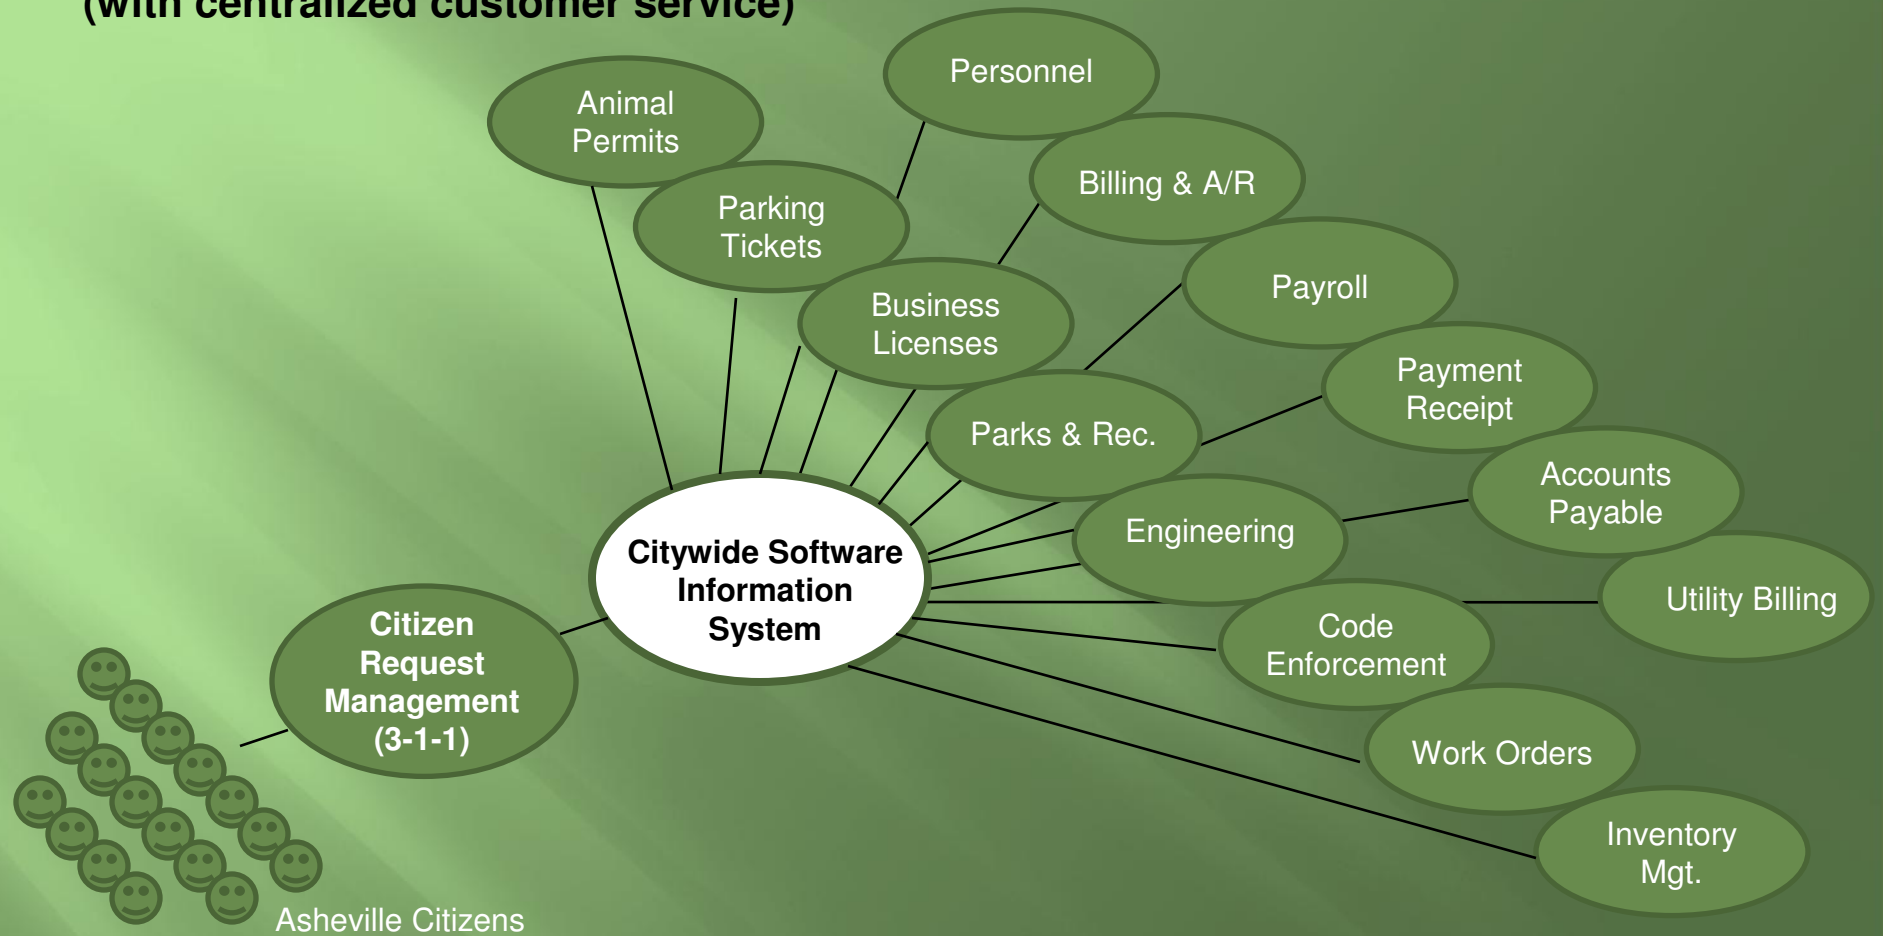 (with centralized customer service)
Personnel
Animal
Permits
Billing & A/R
Parking
Tickets
Payroll
Business
Licenses
Payment
Receipt
Parks & Rec.
Accounts
Payable
Engineering
Utility Billing
Citywide Software
Information
System
Code
Enforcement
Citizen
Request
Management
(3-1-1)
Work Orders
Inventory
Mgt.
Asheville Citizens